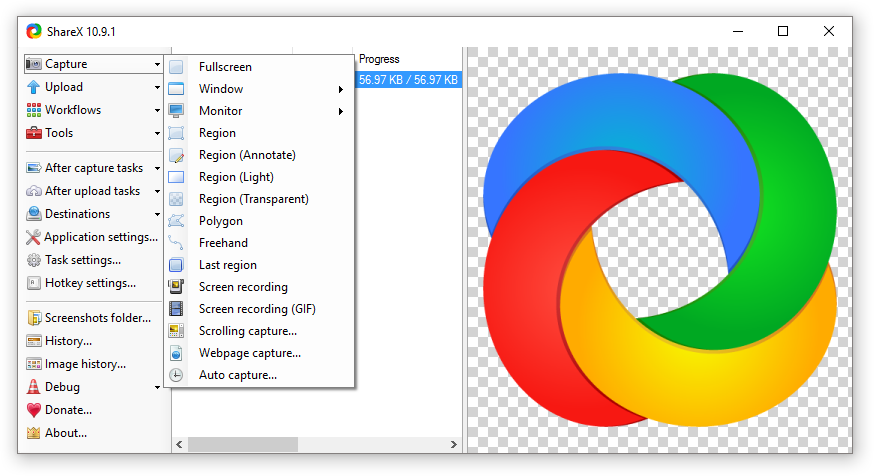 ShareX 10.9.1
Capture
Upload
Workflows
Tools
After capture tasks
After upload tasks
Destinations
Application settings...
Task settings...
Hotkey settings...
Screenshots folder...
History...
Image history...
Debug
Donate...
About...
Fullscreen
Window
Monitor
Region
Region (Annotate)
Region (Light)
Region (Transparent)
Polygon
Freehand
Last region
Screen recording
Screen recording (GIF)
Scrolling capture...
Webpage capture...
Auto capture...
Progress
56.97 KB / 56.97 KB